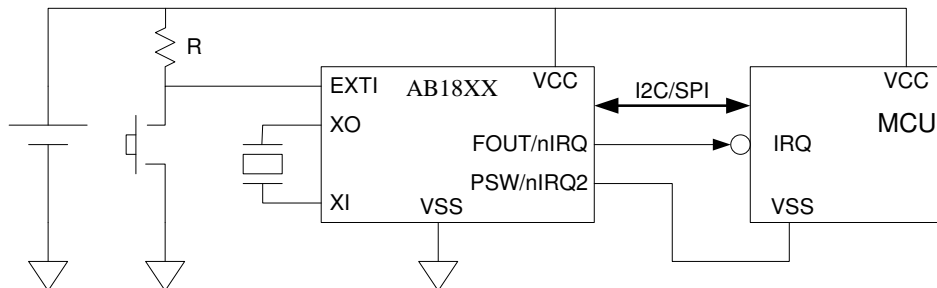 R
EXTI
AB18XX
VCC
I2C/SPI
VCC
MCU
XO
FOUT/nIRQ
IRQ
PSW/nIRQ2
XI
VSS
VSS